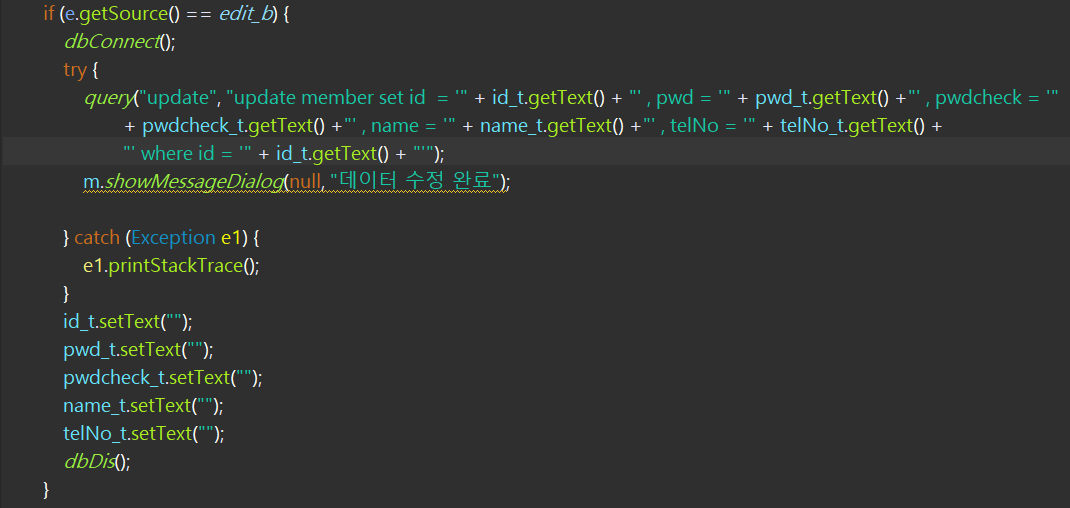 if (e.getSource() == edit_b) {
dbConnect();
try {
query("update", "update member set id  = '" + id_t.getText() + "' , pwd = '" + pwd_t.getText() +"' , pwdcheck = '"
+ pwdcheck_t.getText() +"' , name = '" + name_t.getText() +"' , telNo = '" + telNo_t.getText() +
"' where id = '" + id_t.getText() + "'");
m.showMessageDialog(null, "데이터 수정 완료");
} catch (Exception e1) {
e1.printStackTrace();
}
id_t.setText("");
pwd_t.setText("");
pwdcheck_t.setText("");
name_t.setText("");
telNo_t.setText("");
dbDis();
}